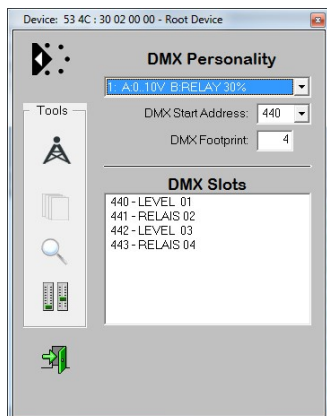 Device: 53 4C : 30 02 00 00 - Root Device
DMX Personality
1: A:0..10V B:RELAY 30%
Tools
DMX Start Address: 440
DMX Footprint: 4
DMX Slots
440 - LEVEL 01
441 - RELAIS 02
442 - LEVEL 03
443 - RELAIS 04